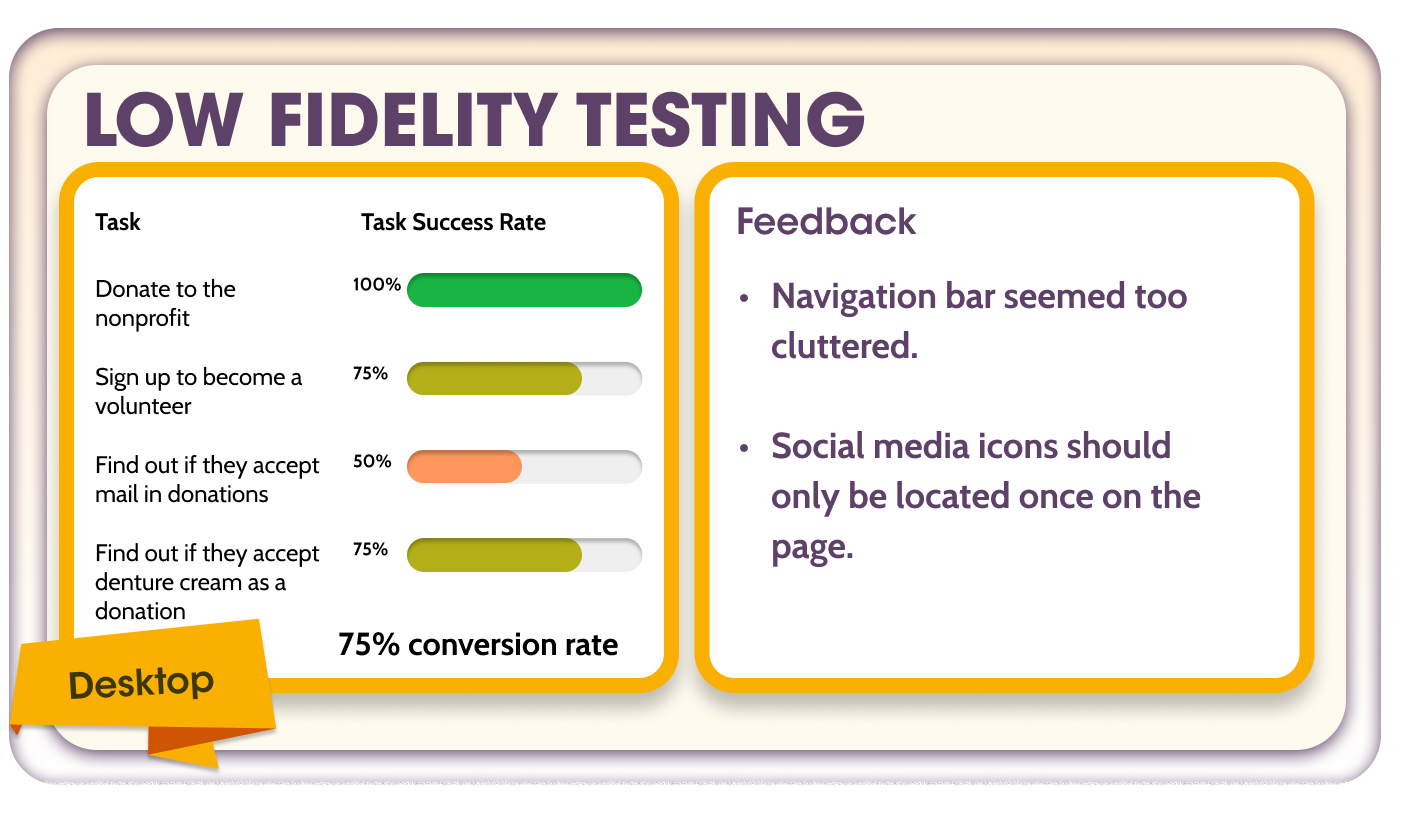 LOW FIDELITY TESTING
Task
Task Success Rate
Donate to the
nonprofit
100%
Sign up to become a
volunteer
75%
Find out if they accept
mail in donations
50%
Find out if they accept
denture cream as a
donation
75%
75% conversion rate
Desktop
Feedback
• Navigation bar seemed too
cluttered.
• Social media icons should
only be located once on the
page.